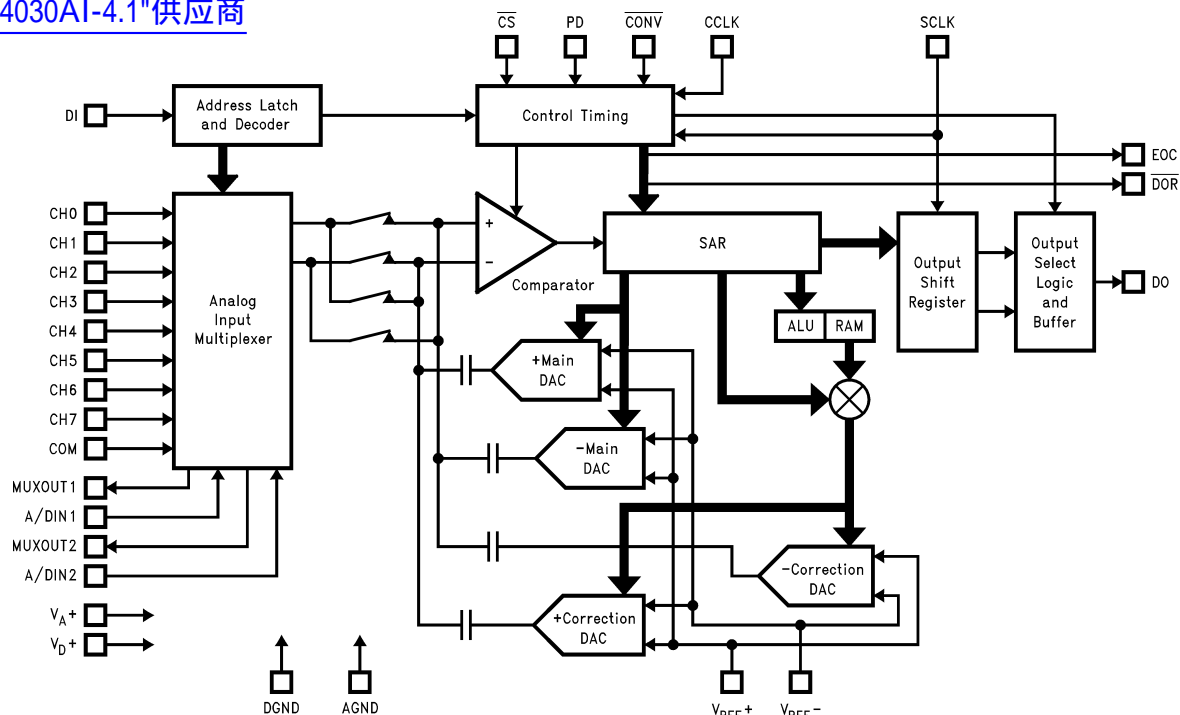 4030AT-4.1"供应商
CS PD CONV CCLK SCLK
DI
Address Latch
and Decoder
Control Timing
EOC
DOR
CH0
CH1
CH2
CH3
CH4
CH5
CH6
CH7
COM
MUXOUT1
A/DIN1
MUXOUT2
A/DIN2
VA+
VD+
Analog
Input
Multiplexer
+
−
Comparator
SAR
ALU RAM
Output
Shift
Register
Output
Select
Logic
and
Buffer
DO
+Main
DAC
−Main
DAC
−Correction
DAC
+Correction
DAC
DGND AGND VREF+ VREF−